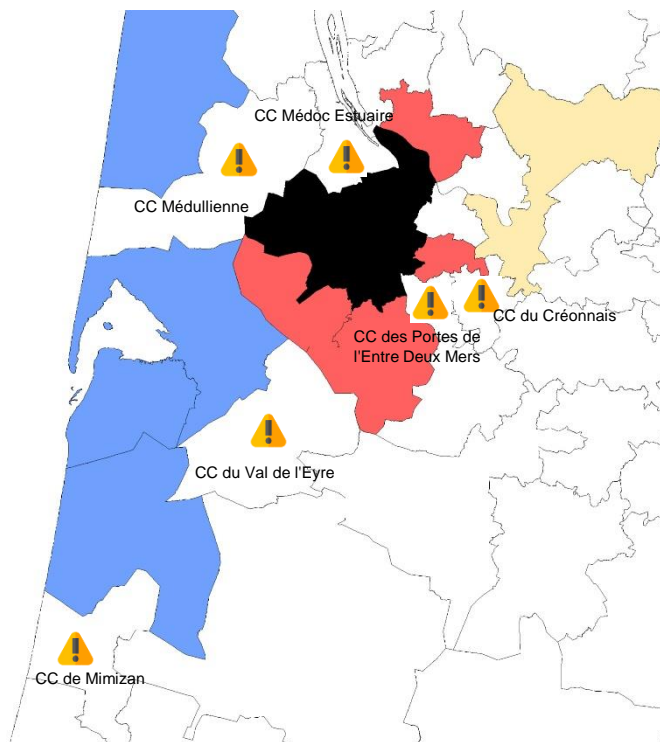 CC Médoc Estuaire
CC Médullienne
CC du Créonnais
CC des Portes de
l'Entre Deux Mers
CC du Val de l'Eyre
CC de Mimizan